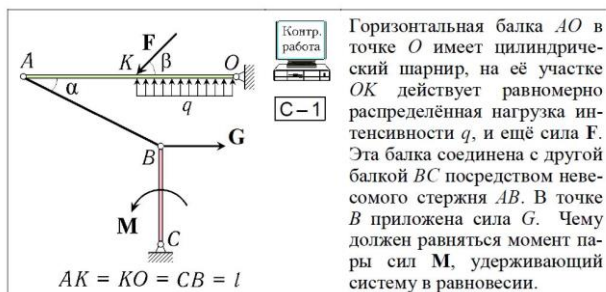 F
A
K
β
O
α
q
B
G
M
C
AK = KO = CB = l
Контр.
работа
С – 1
Горизонтальная балка AO в
точке O имеет цилиндриче-
ский шарнир, на её участке
OK действует равномерно
распределённая нагрузка ин-
тенсивности q, и ещё сила F.
Эта балка соединена с другой
балкой BC посредством неве-
сомого стержня AB. В точке
B приложена сила G. Чему
должен равняться момент па-
ры сил M, удерживающий
систему в равновесии.